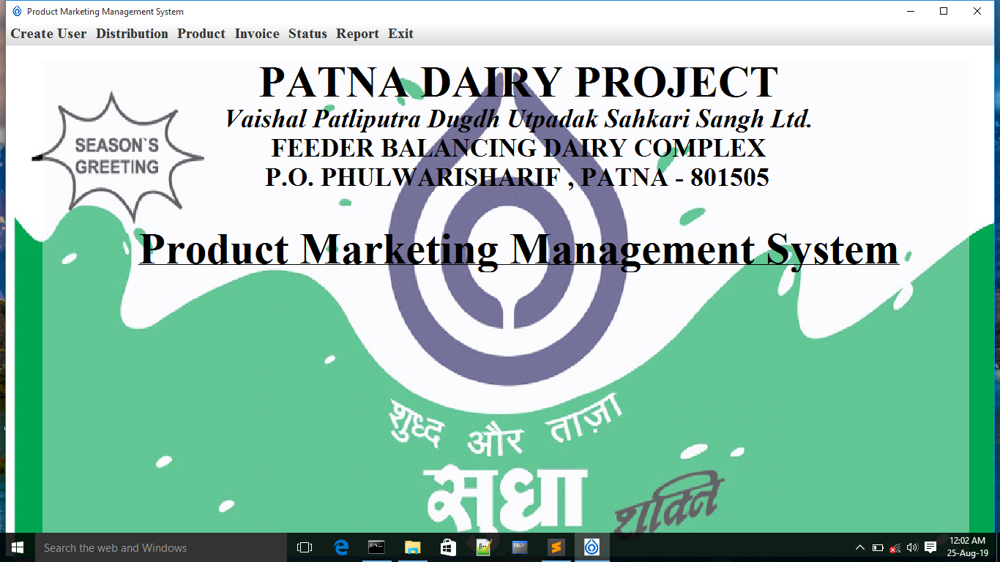 Product Marketing Management System
Create User Distribution Product Invoice Status Report Exit
PATNA DAIRY PROJECT
Vaishal Patliputra Dugdh Utpadak Sahkari Sangh Ltd.
FEEDER BALANCING DAIRY COMPLEX
P.O. PHULWARISHARIF , PATNA - 801505
SEASON`S
GREETING
Product Marketing Management System
शुध्द और ताज़ा
सुधा
शक्ति
Search the web and Windows
12:02 AM
25-Aug-19